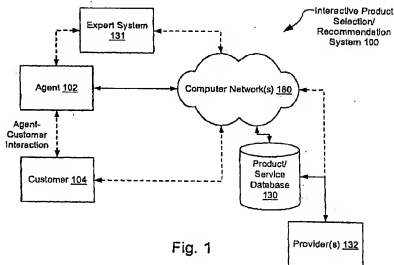 Interactive Product
Selection/
Recommendation
System 100
Expert System
131
Agent 102
Computer Network(s) 180
Agent-
Customer
Interaction
Product/
Service
Database
130
Customer 104
Provider(s) 132
Fig. 1